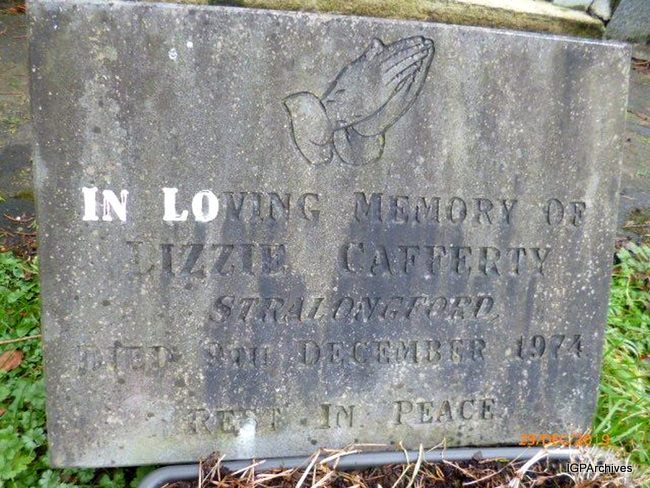 IN LOVING MEMORY OF
LIZZIE CAFFERTY
STRALONGFORD,
DIED 9TH DECEMBER 1974
REST IN PEACE
IGPArchives